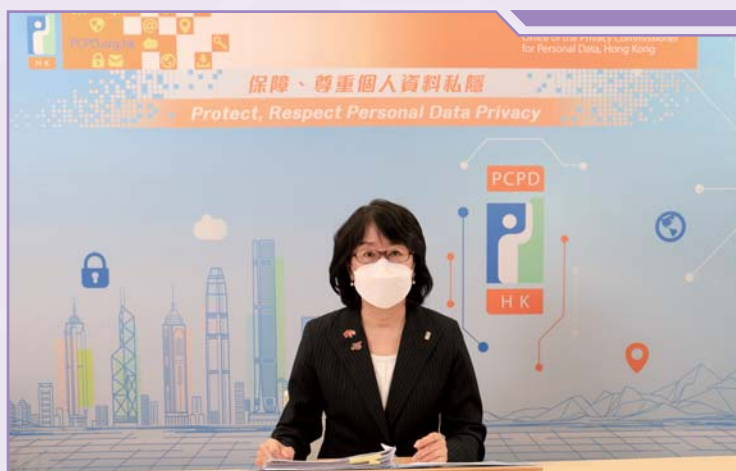 PCPD.org.hk
HK
Office of the Privacy Commissioner
for Personal Data, Hong Kong
保障、尊重個人資料私隱
Protect, Respect Personal Data Privacy
PCPD
HK